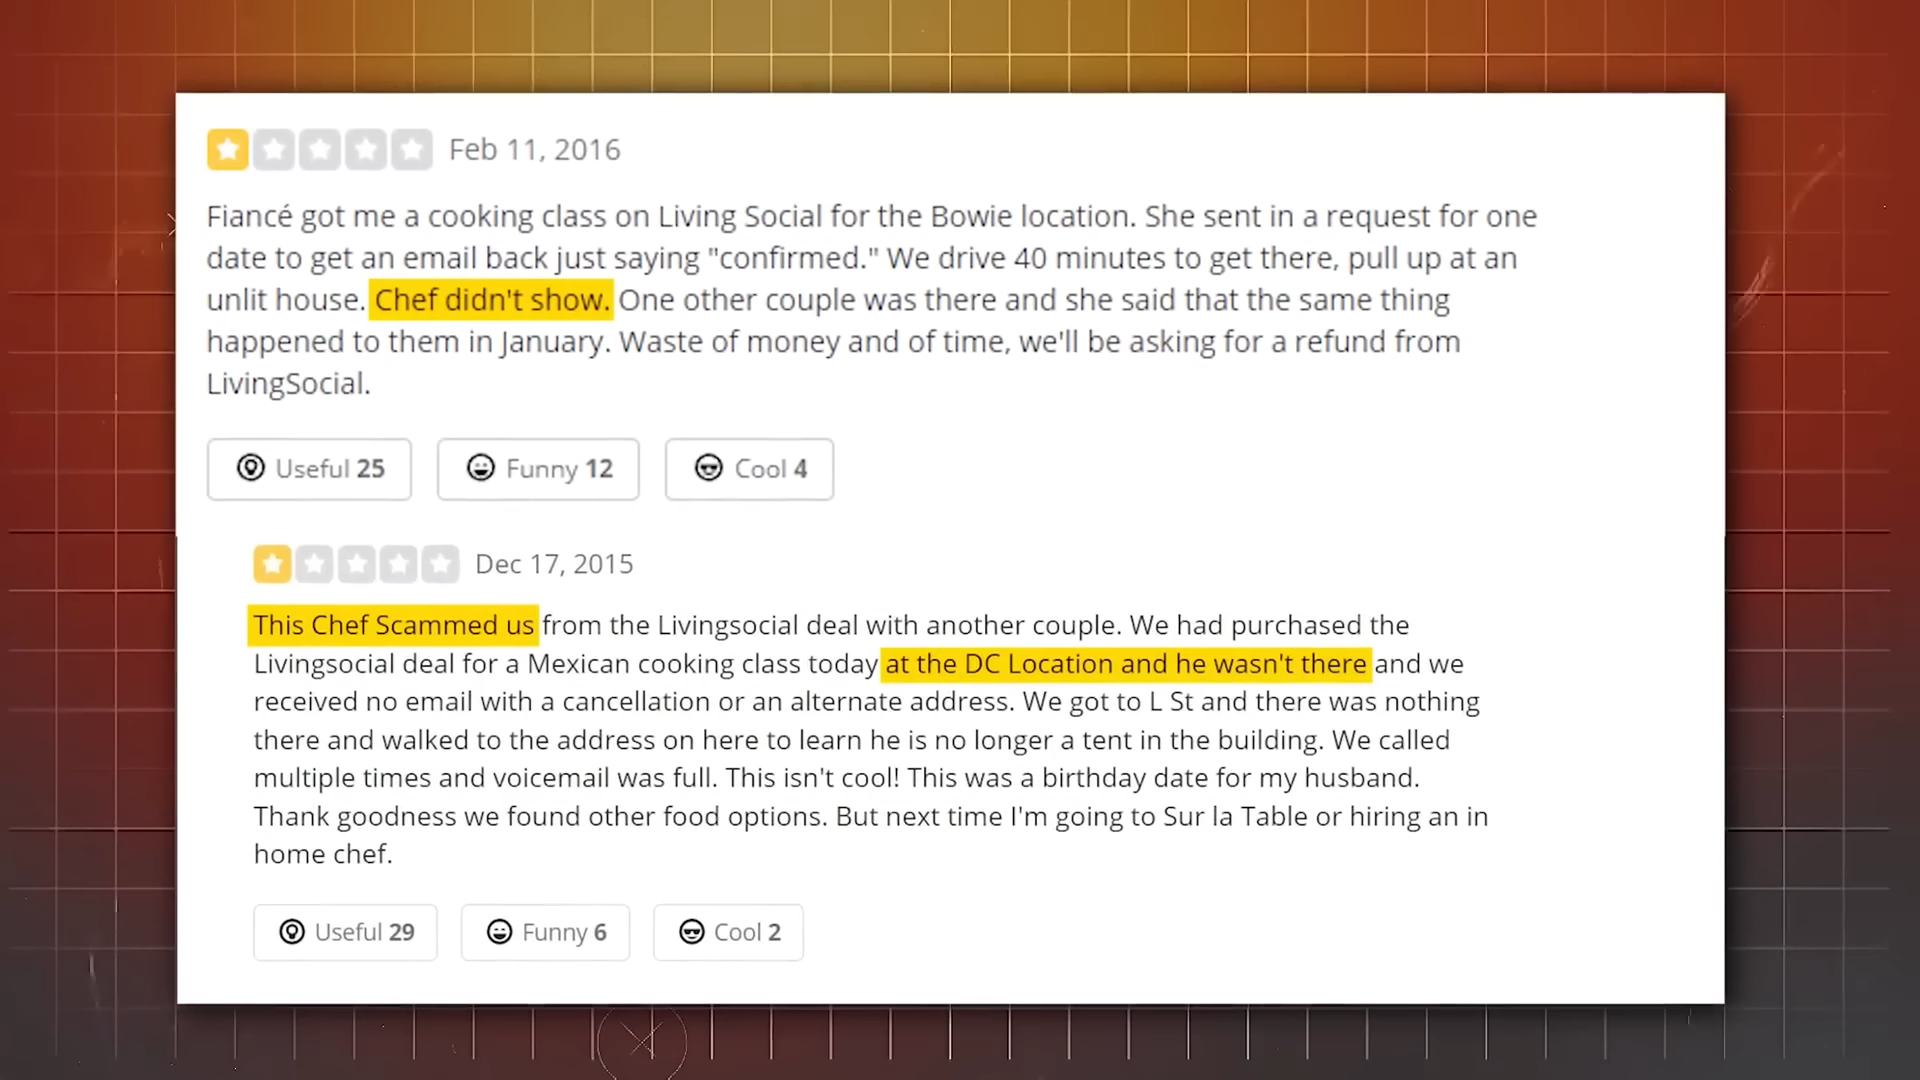 Feb 11, 2016
Fiancé got me a cooking class on Living Social for the Bowie location. She sent in a request for one
date to get an email back just saying "confirmed." We drive 40 minutes to get there, pull up at an
unlit house. Chef didn't show. One other couple was there and she said that the same thing
happened to them in January. Waste of money and of time, we'll be asking for a refund from
LivingSocial.
Useful 25 Funny 12 Cool 4
Dec 17, 2015
This Chef Scammed us from the Livingsocial deal with another couple. We had purchased the
Livingsocial deal for a Mexican cooking class today at the DC Location and he wasn't there and we
received no email with a cancellation or an alternate address. We got to L St and there was nothing
there and walked to the address on here to learn he is no longer a tent in the building. We called
multiple times and voicemail was full. This isn't cool! This was a birthday date for my husband.
Thank goodness we found other food options. But next time I'm going to Sur la Table or hiring an in
home chef.
Useful 29 Funny 6 Cool 2